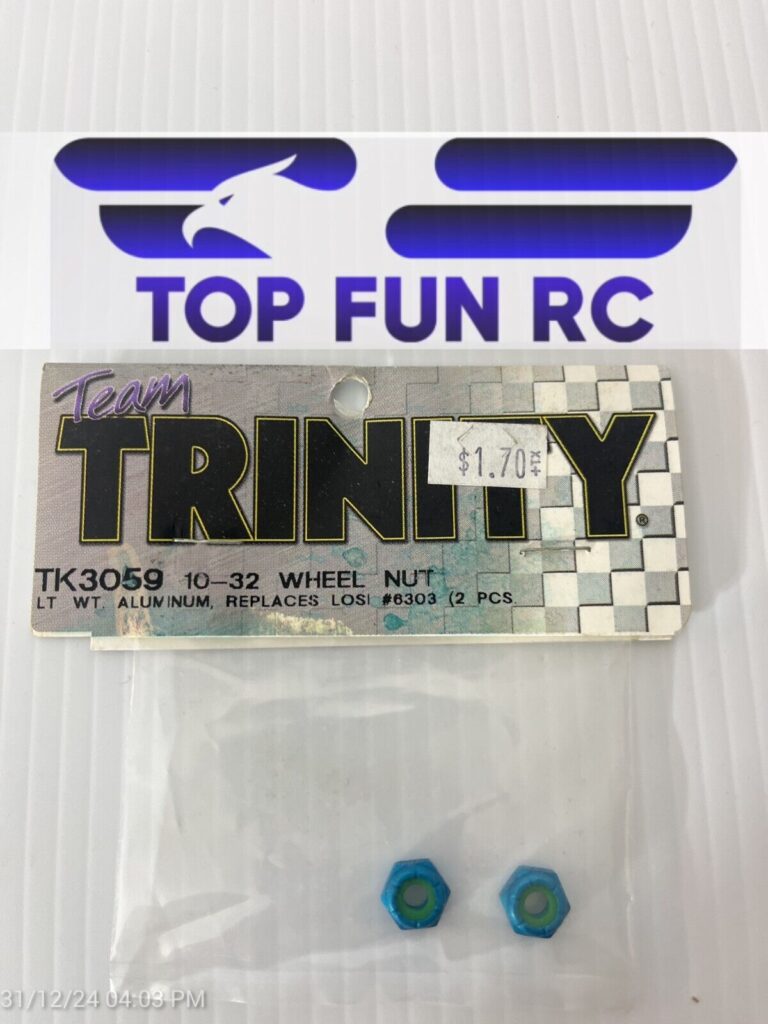 TOP FUN RC
Team
TRINITY®
$1.70 +TX
TK3059 10-32 WHEEL NUT
LT WT. ALUMINUM, REPLACES LOSI #6303 (2 PCS.
31/12/24 04:03 PM